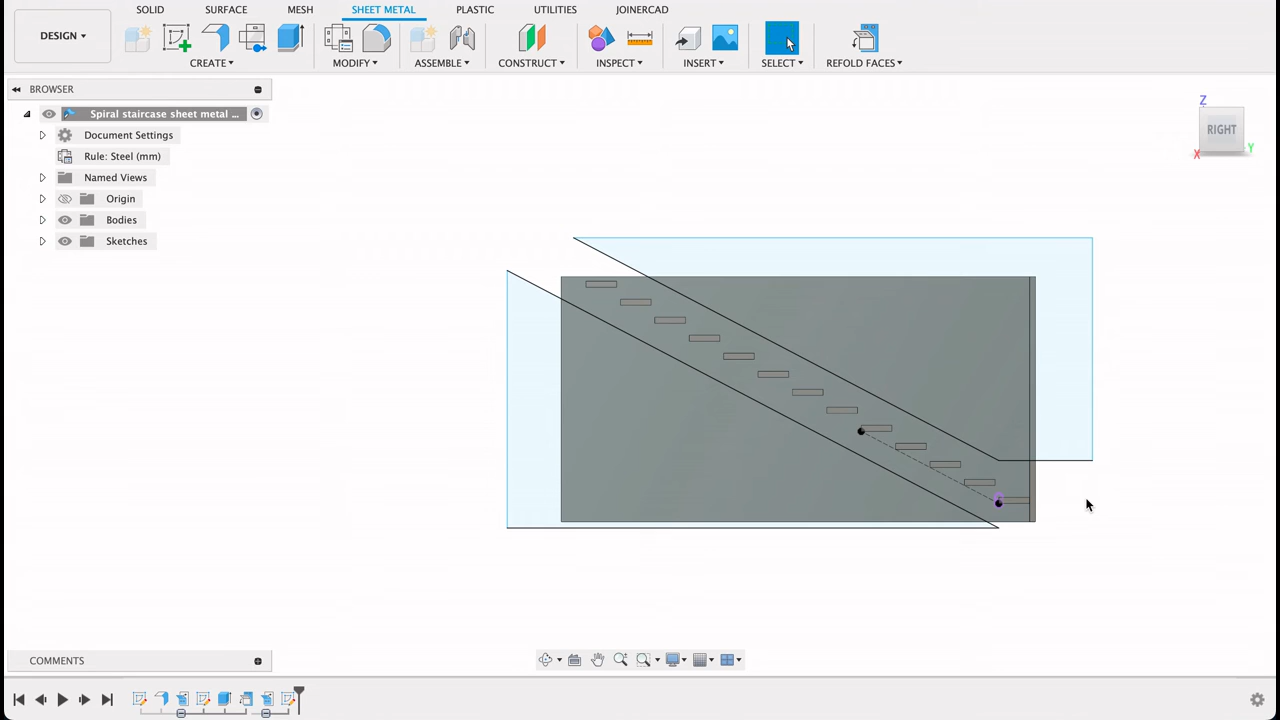 SOLID SURFACE MESH SHEET METAL PLASTIC UTILITIES JOINERCAD
DESIGN
CREATE MODIFY ASSEMBLE CONSTRUCT INSPECT INSERT SELECT REFOLD FACES
BROWSER
Spiral staircase sheet metal ...
Document Settings
Rule: Steel (mm)
Named Views
Origin
Bodies
Sketches
Z
RIGHT
X
Y
COMMENTS